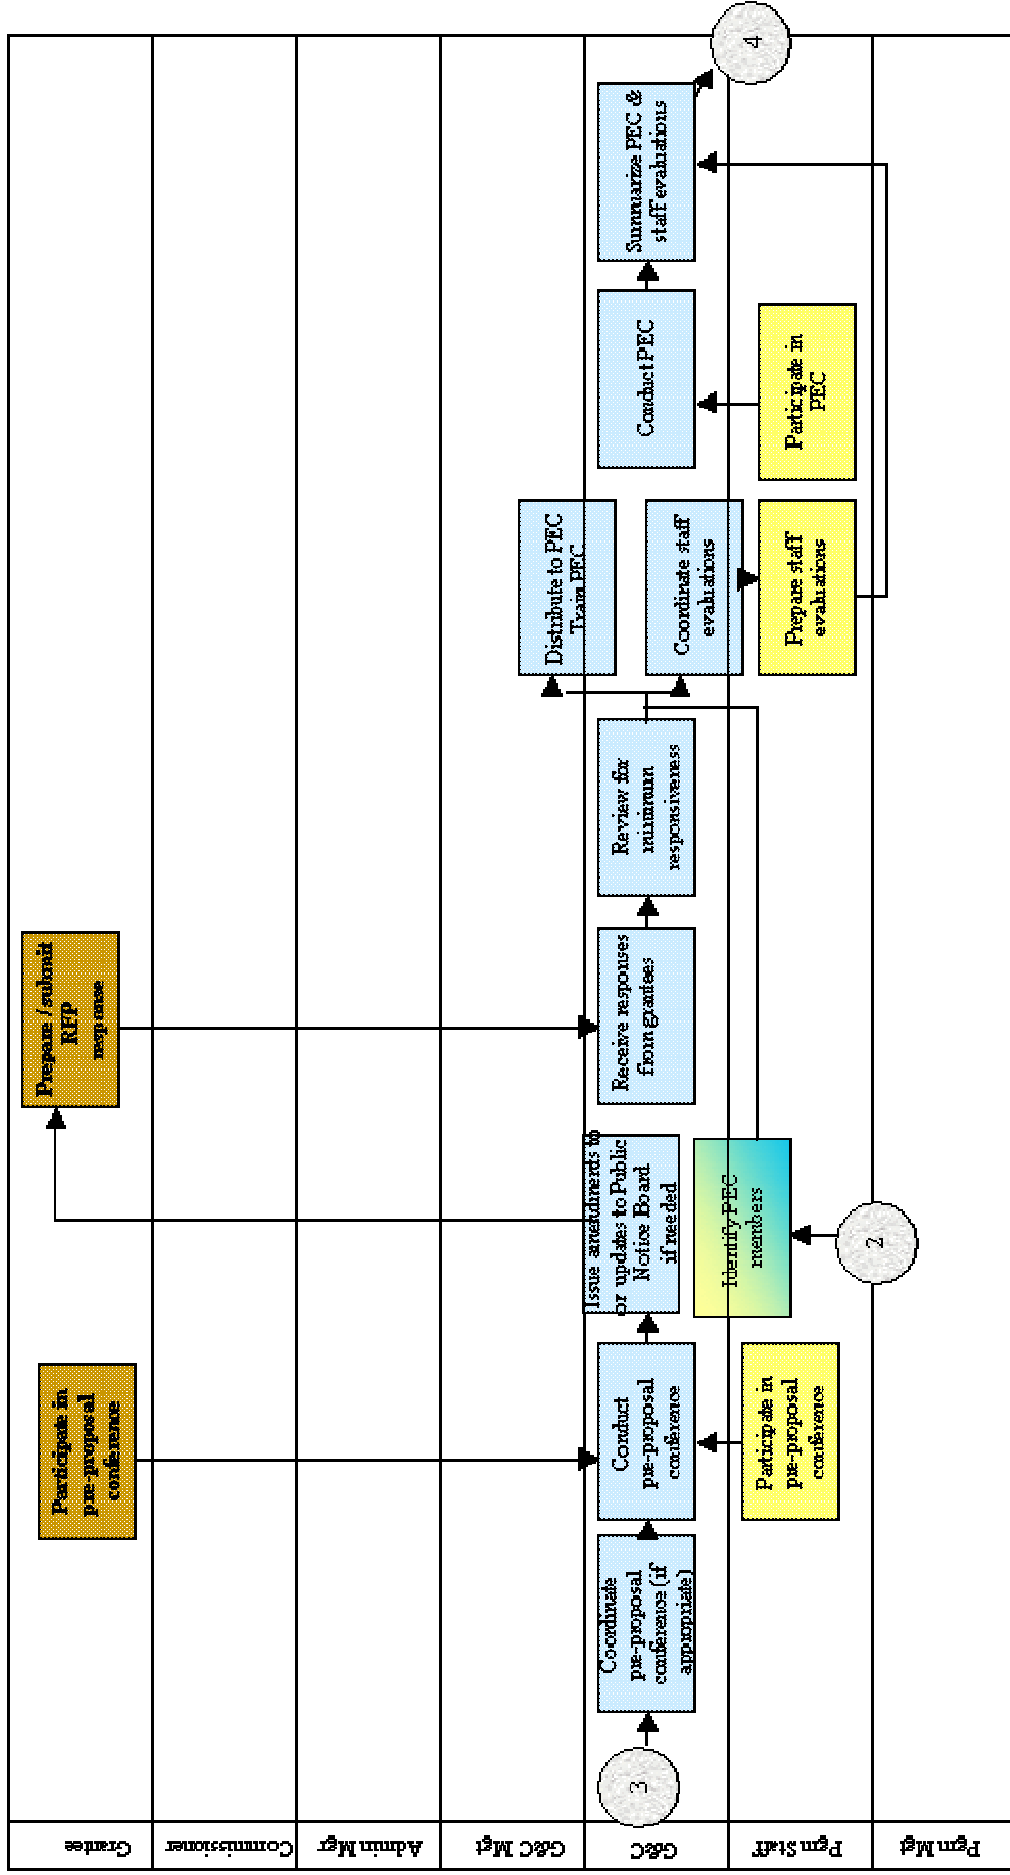 Grantee
Commissioner
Admin Mgr
G&C Mgt
G&C
Pgm Staff
Pgm Mgt
Participate in
pre-proposal
conference
Prepare / submit
RFP
response
3
Coordinate
pre-proposal
conference (if
appropriate)
Conduct
pre-proposal
conference
Issue amendments to
or updates to Public
Notice Board
if needed
Receive responses
from grantees
Review for
minimum
responsiveness
Distribute to PEC
Train PEC
Coordinate staff
evaluations
Conduct PEC
Summarize PEC &
staff evaluations
4
Participate in
pre-proposal
conference
Identify PEC
members
2
Prepare staff
evaluations
Participate in
PEC